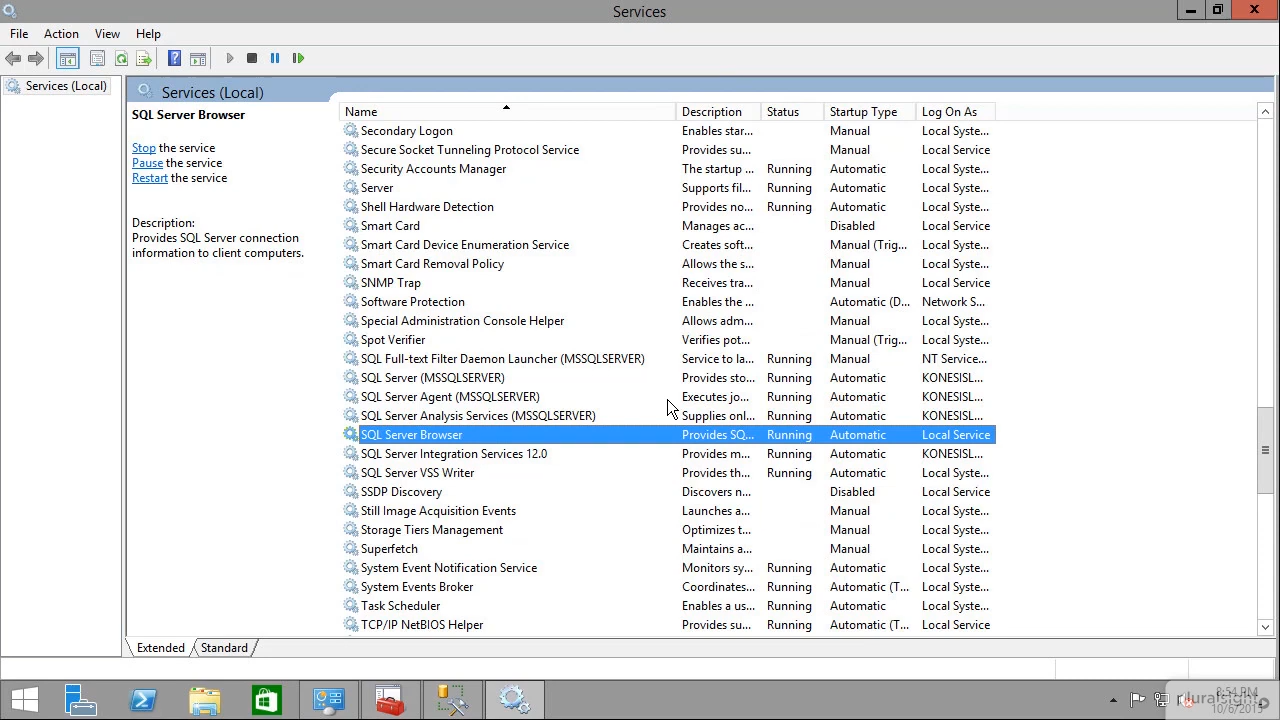 Services
File Action View Help
Services (Local)
Services (Local)
SQL Server Browser
Stop the service
Pause the service
Restart the service
Description:
Provides SQL Server connection
information to client computers.
Name Description Status Startup Type Log On As
Secondary Logon Enables star... Manual Local Syste...
Secure Socket Tunneling Protocol Service Provides su... Manual Local Service
Security Accounts Manager The startup ... Running Automatic Local Syste...
Server Supports fil... Running Automatic Local Syste...
Shell Hardware Detection Provides no... Running Automatic Local Syste...
Smart Card Manages ac... Disabled Local Service
Smart Card Device Enumeration Service Creates soft... Manual (Trig... Local Syste...
Smart Card Removal Policy Allows the s... Manual Local Syste...
SNMP Trap Receives tra... Manual Local Service
Software Protection Enables the ... Automatic (D... Network S...
Special Administration Console Helper Allows adm... Manual Local Syste...
Spot Verifier Verifies pot... Manual (Trig... Local Syste...
SQL Full-text Filter Daemon Launcher (MSSQLSERVER) Service to la... Running Manual NT Service...
SQL Server (MSSQLSERVER) Provides sto... Running Automatic KONESISL...
SQL Server Agent (MSSQLSERVER) Executes jo... Running Automatic KONESISL...
SQL Server Analysis Services (MSSQLSERVER) Supplies onl... Running Automatic KONESISL...
SQL Server Browser Provides SQ... Running Automatic Local Service
SQL Server Integration Services 12.0 Provides m... Running Automatic KONESISL...
SQL Server VSS Writer Provides th... Running Automatic Local Syste...
SSDP Discovery Discovers n... Disabled Local Service
Still Image Acquisition Events Launches a... Manual Local Syste...
Storage Tiers Management Optimizes t... Manual Local Syste...
Superfetch Maintains a... Manual Local Syste...
System Event Notification Service Monitors sy... Running Automatic Local Syste...
System Events Broker Coordinates... Running Automatic (T... Local Syste...
Task Scheduler Enables a us... Running Automatic Local Syste...
TCP/IP NetBIOS Helper Provides su... Running Automatic (T... Local Service
Extended Standard
8:54 PM
pluralsight
10/6/2015